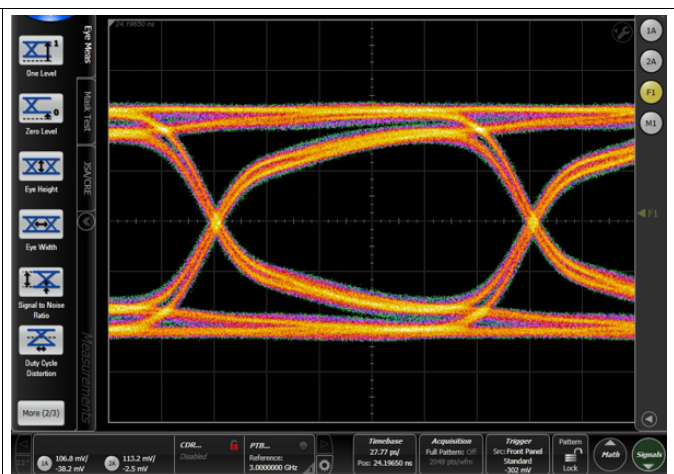 24.19650 ns
Eye Meas
Mask Test
JSA/CRE
Measurements
One Level
Zero Level
Eye Height
Eye Width
Signal to Noise
Ratio
Duty Cycle
Distortion
More (2/3)
1A
2A
F1
M1
F1
1A
106.8 mV/
-38.2 mV
2A
113.2 mV/
-2.5 mV
CDR...
Disabled
PTB...
Reference:
3.0000000 GHz
Timebase
27.77 ps/
Pos: 24.19650 ns
Acquisition
Full Pattern: Off
2048 pts/wfm
Trigger
Src: Front Panel
Standard
-302 mV
Pattern
Lock
Math
Signals